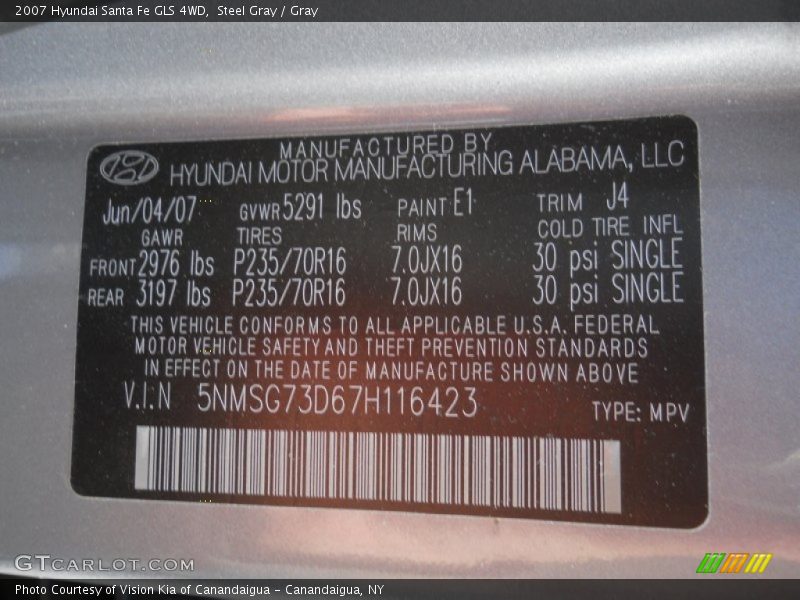 2007 Hyundai Santa Fe GLS 4WD, Steel Gray / Gray
MANUFACTURED BY
HYUNDAI MOTOR MANUFACTURING ALABAMA, LLC
Jun/04/07 GVWR 5291 lbs PAINT E1 TRIM J4
GAWR TIRES RIMS COLD TIRE INFL
FRONT 2976 lbs P235/70R16 7.0JX16 30 psi SINGLE
REAR 3197 lbs P235/70R16 7.0JX16 30 psi SINGLE
THIS VEHICLE CONFORMS TO ALL APPLICABLE U.S.A. FEDERAL
MOTOR VEHICLE SAFETY AND THEFT PREVENTION STANDARDS
IN EFFECT ON THE DATE OF MANUFACTURE SHOWN ABOVE
V.I.N 5NMSG73D67H116423 TYPE: MPV
GTCARLOT.COM
Photo Courtesy of Vision Kia of Canandaigua - Canandaigua, NY